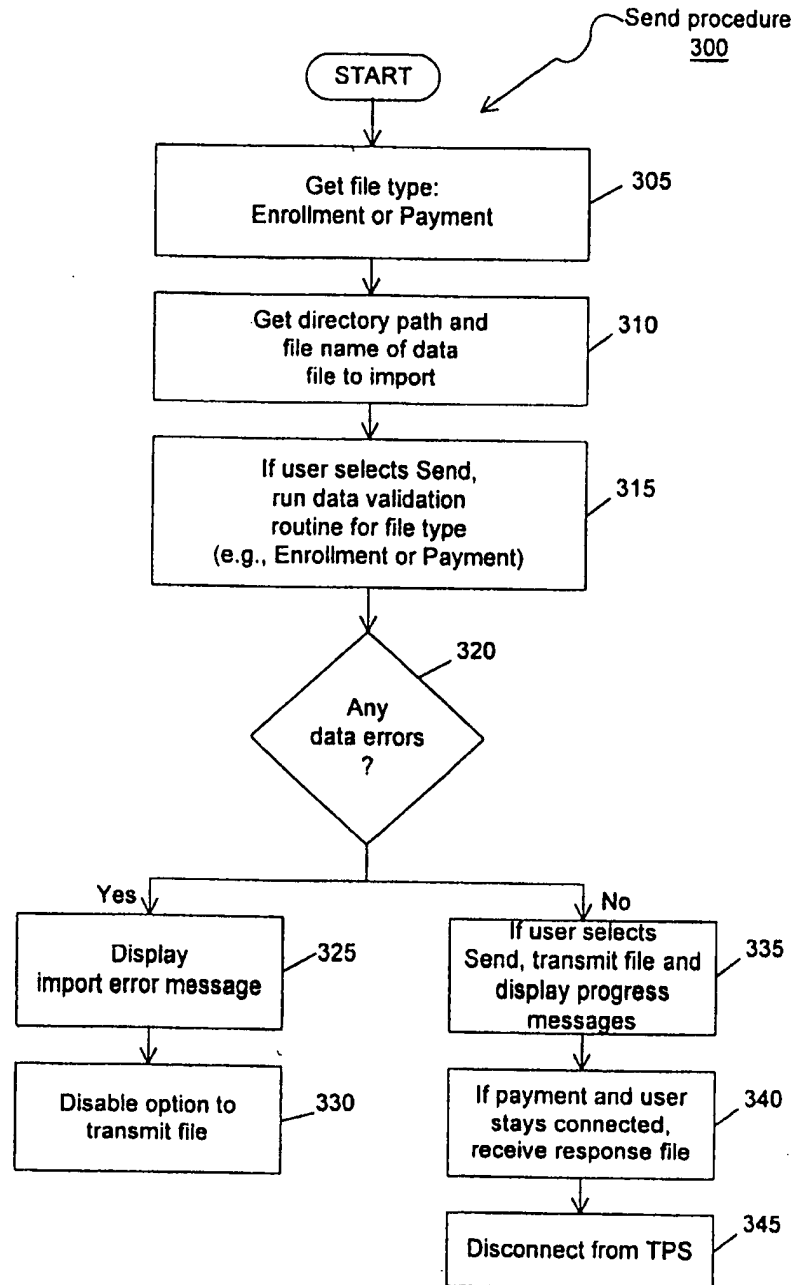 Send procedure
300
START
Get file type:
Enrollment or Payment
305
Get directory path and
file name of data
file to import
310
If user selects Send,
run data validation
routine for file type
(e.g., Enrollment or Payment)
315
320
Any
data errors
?
Yes
No
Display
import error message
325
Disable option to
transmit file
330
If user selects
Send, transmit file and
display progress
messages
335
If payment and user
stays connected,
receive response file
340
Disconnect from TPS
345